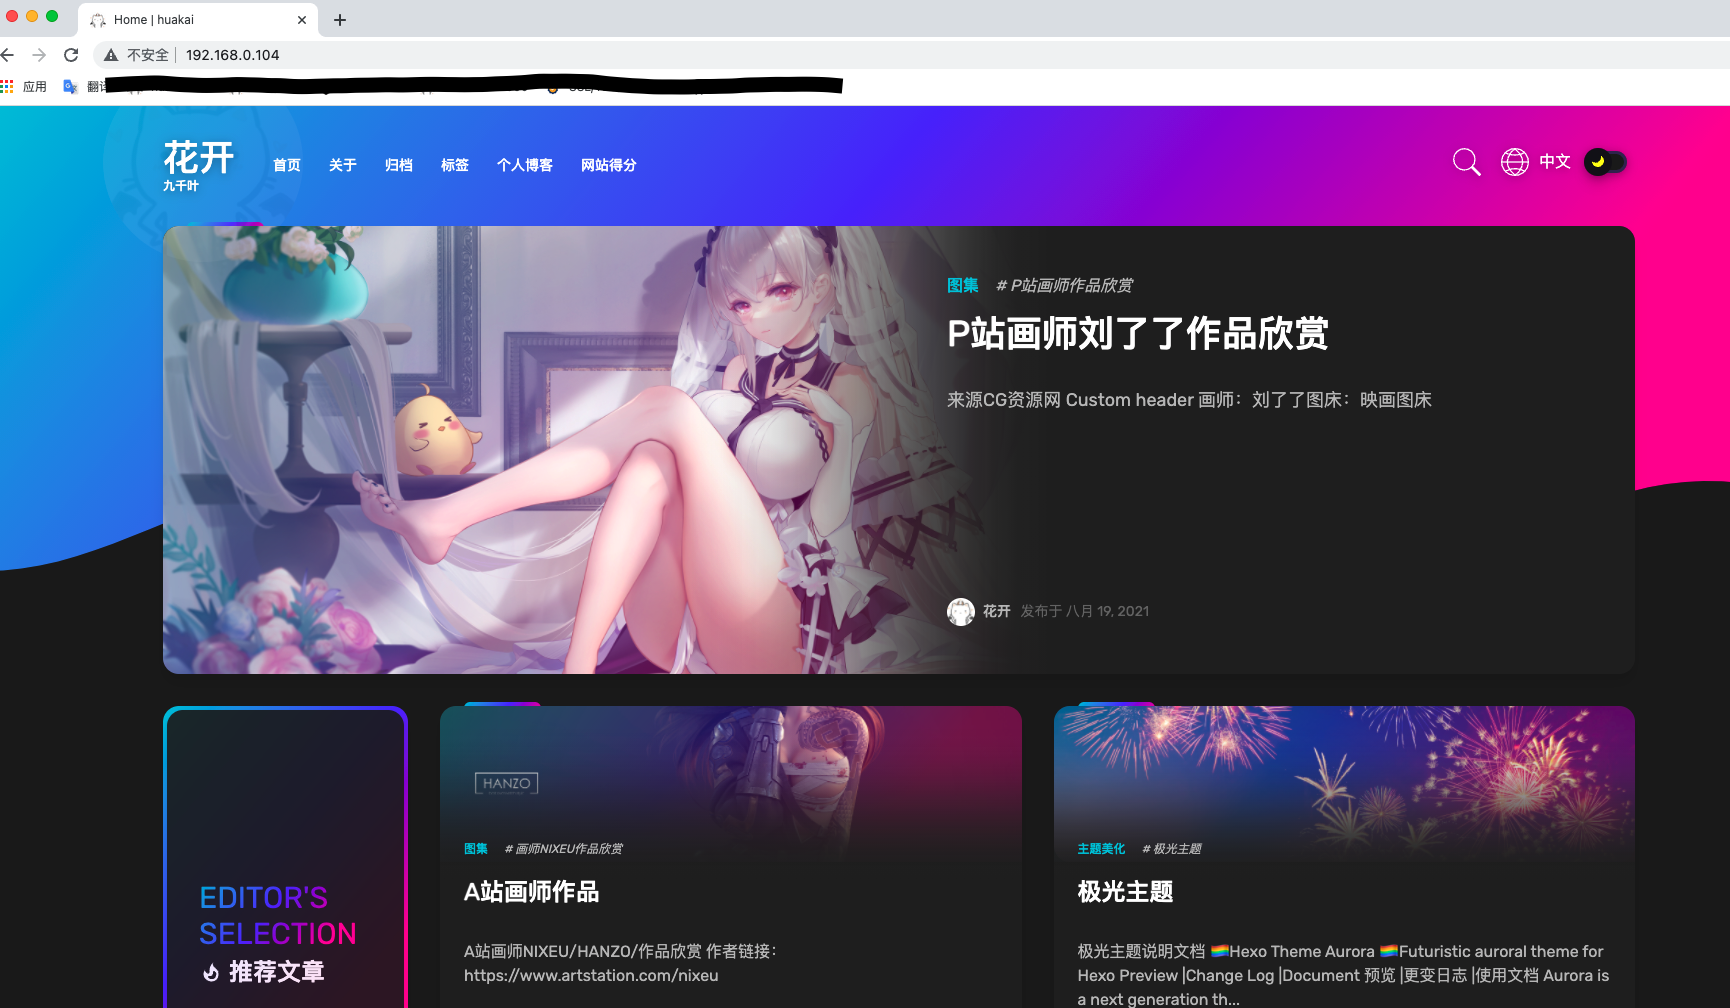 Home | huakai
不安全 | 192.168.0.104
应用 翻译
花开
九千叶
首页 关于 归档 标签 个人博客 网站得分
中文
图集 # P站画师作品欣赏
P站画师刘了了作品欣赏
来源CG资源网 Custom header 画师：刘了了图床：映画图床
花开 发布于 八月 19, 2021
EDITOR'S
SELECTION
推荐文章
HANZO
图集 # 画师NIXEU作品欣赏
A站画师作品
A站画师NIXEU/HANZO/作品欣赏 作者链接：
https://www.artstation.com/nixeu
主题美化 # 极光主题
极光主题
极光主题说明文档 🏳️‍🌈Hexo Theme Aurora 🏳️‍🌈Futuristic auroral theme for
Hexo Preview |Change Log |Document 预览 |更变日志 |使用文档 Aurora is
a next generation th...